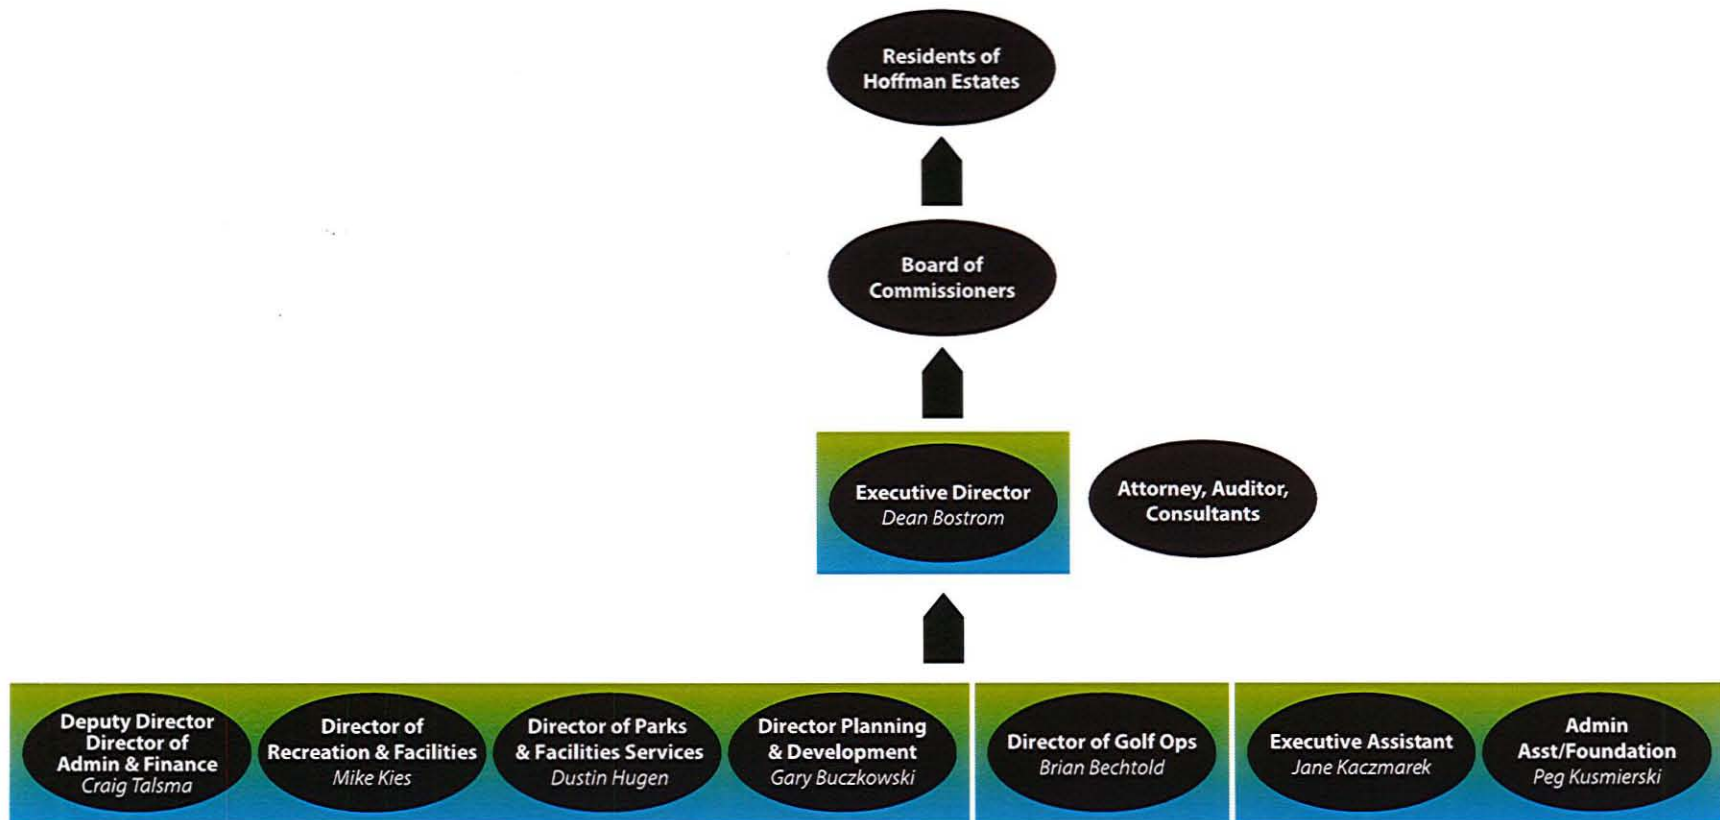 Residents of
Hoffman Estates
Board of
Commissioners
Executive Director
Dean Bostrom
Attorney, Auditor,
Consultants
Deputy Director
Director of
Admin & Finance
Craig Talsma
Director of
Recreation & Facilities
Mike Kies
Director of Parks
& Facilities Services
Dustin Hugen
Director Planning
& Development
Gary Buczkowski
Director of Golf Ops
Brian Bechtold
Executive Assistant
Jane Kaczmarek
Admin
Asst/Foundation
Peg Kusmierski